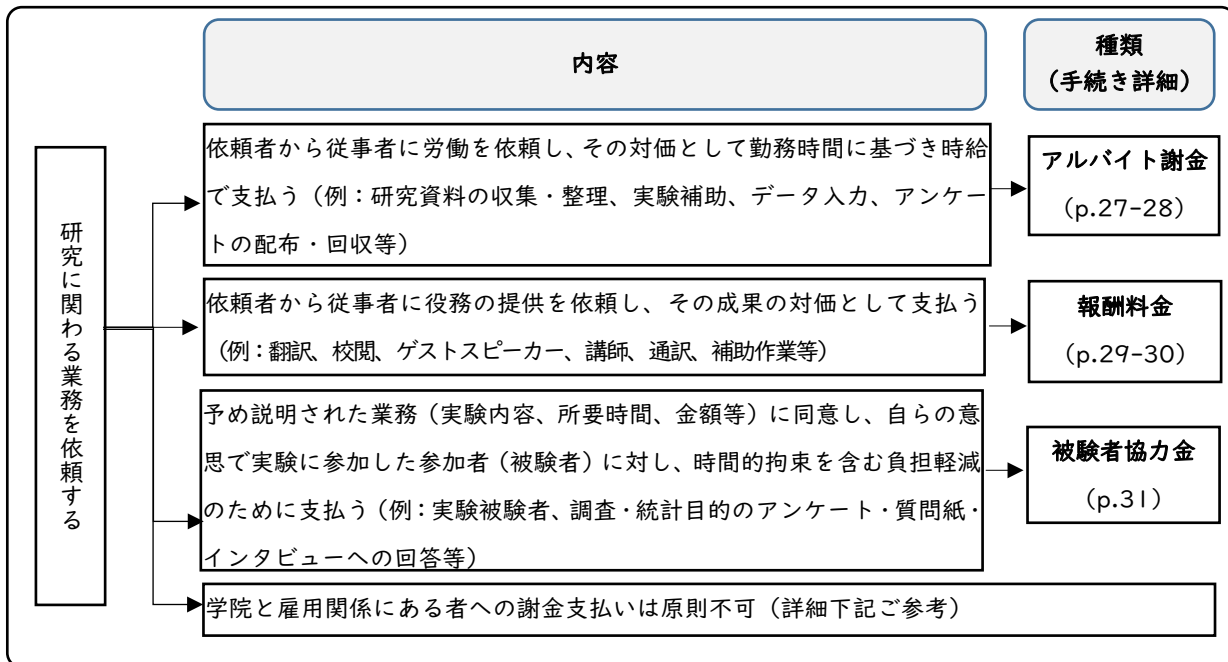 内容
種類
（手続き詳細）
研究に関わる業務を依頼する
依頼者から従事者に労働を依頼し、その対価として勤務時間に基づき時給
で支払う（例：研究資料の収集・整理、実験補助、データ入力、アンケー
トの配布・回収等）
アルバイト謝金
（p.27-28）
依頼者から従事者に役務の提供を依頼し、その成果の対価として支払う
（例：翻訳、校閲、ゲストスピーカー、講師、通訳、補助作業等）
報酬料金
（p.29-30）
予め説明された業務（実験内容、所要時間、金額等）に同意し、自らの意
思で実験に参加した参加者（被験者）に対し、時間的拘束を含む負担軽減
のために支払う（例：実験被験者、調査・統計目的のアンケート・質問紙・
インタビューへの回答等）
被験者協力金
（p.31）
学院と雇用関係にある者への謝金支払いは原則不可（詳細下記ご参考）